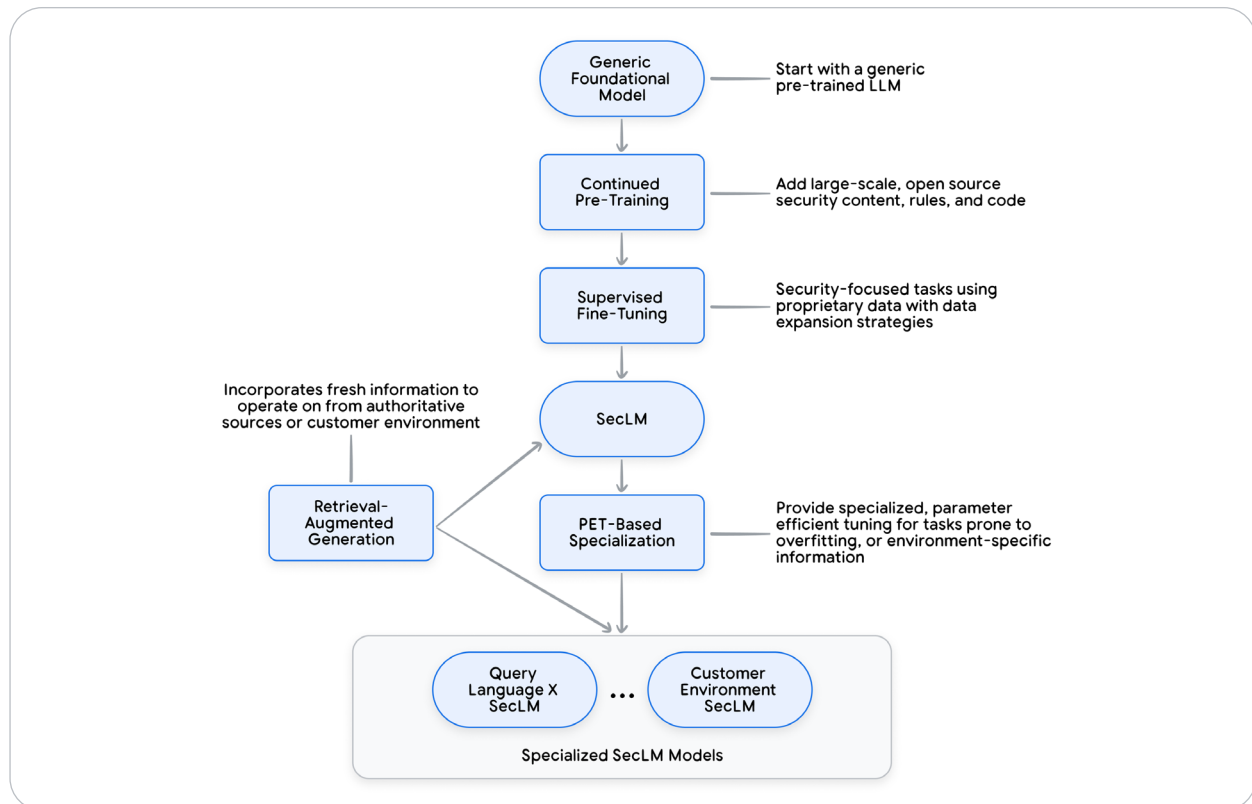 Generic
Foundational
Model
Start with a generic
pre-trained LLM
Continued
Pre-Training
Add large-scale, open source
security content, rules, and code
Supervised
Fine-Tuning
Security-focused tasks using
proprietary data with data
expansion strategies
Incorporates fresh information to
operate on from authoritative
sources or customer environment
SecLM
Retrieval-
Augmented
Generation
PET-Based
Specialization
Provide specialized, parameter
efficient tuning for tasks prone to
overfitting, or environment-specific
information
Query
Language X
SecLM
...
Customer
Environment
SecLM
Specialized SecLM Models